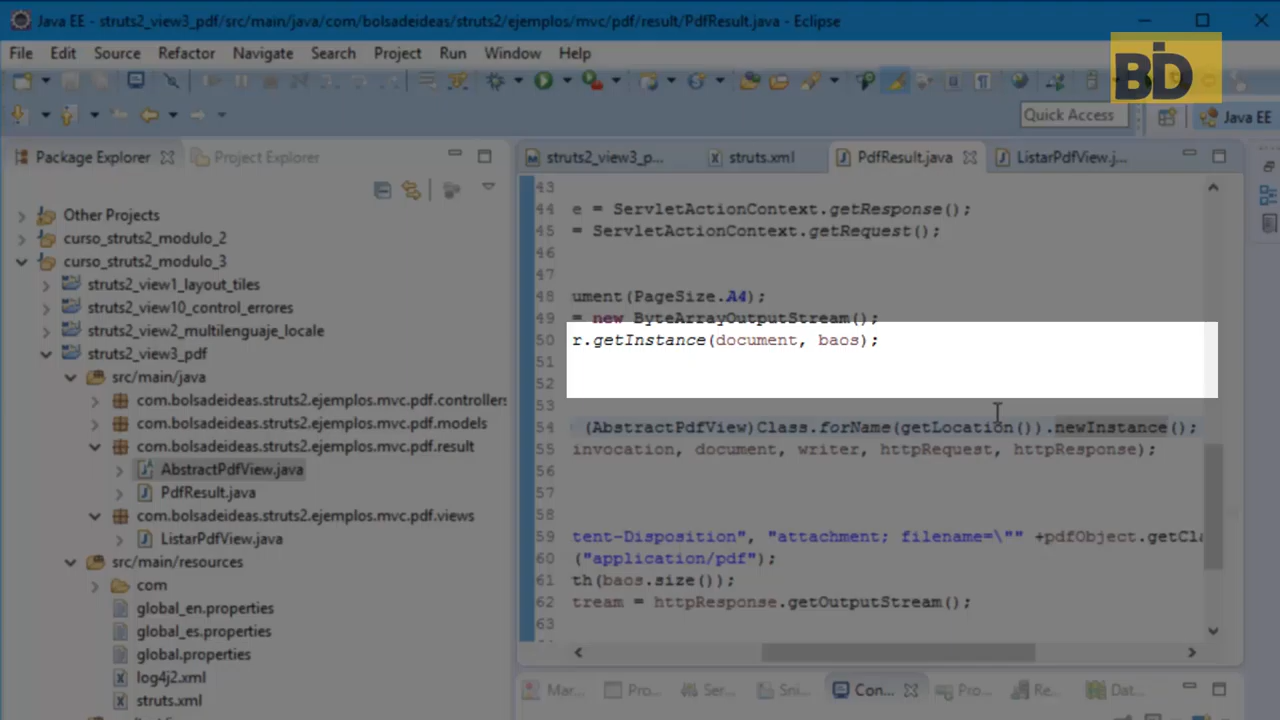 Java EE - struts2_view3_pdf/src/main/java/com/bolsadeideas/struts2/ejemplos/mvc/pdf/result/PdfResult.java - Eclipse
File Edit Source Refactor Navigate Search Project Run Window Help
BID
Quick Access
Java EE
Package Explorer Project Explorer
struts2_view3_p... struts.xml PdfResult.java ListarPdfView.j...
Other Projects
curso_struts2_modulo_2
curso_struts2_modulo_3
struts2_view1_layout_tiles
struts2_view10_control_errores
struts2_view2_multilenguaje_locale
struts2_view3_pdf
src/main/java
com.bolsadeideas.struts2.ejemplos.mvc.pdf.controllers
com.bolsadeideas.struts2.ejemplos.mvc.pdf.models
com.bolsadeideas.struts2.ejemplos.mvc.pdf.result
AbstractPdfView.java
PdfResult.java
com.bolsadeideas.struts2.ejemplos.mvc.pdf.views
ListarPdfView.java
src/main/resources
com
global_en.properties
global_es.properties
global.properties
log4j2.xml
struts.xml
43
44 e = ServletActionContext.getResponse();
45 = ServletActionContext.getRequest();
46
47
48 ument(PageSize.A4);
49 = new ByteArrayOutputStream();
50 r.getInstance(document, baos);
51
52
53
54 (AbstractPdfView)Class.forName(getLocation()).newInstance();
55 invocation, document, writer, httpRequest, httpResponse);
56
57
58
59 tent-Disposition", "attachment; filename=\"" +pdfObject.getCla
60 ("application/pdf");
61 th(baos.size());
62 tream = httpResponse.getOutputStream();
63
Mar... Pro... Ser... Sni... Con... Pro... Re... Dat...